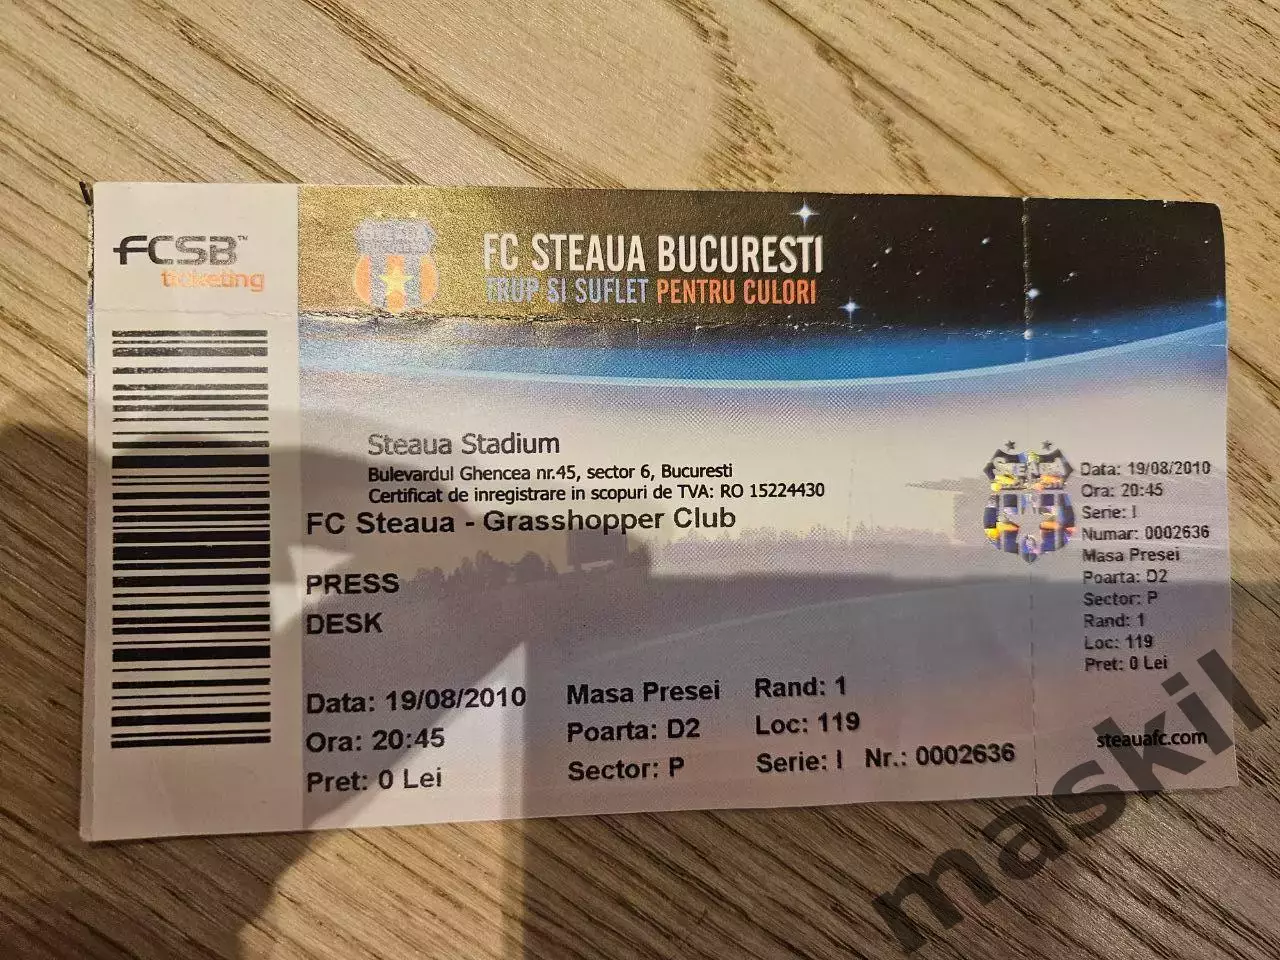 FCSB™
ticketing
FC STEAUA BUCURESTI
TRUP SI SUFLET PENTRU CULORI
Steaua Stadium
Bulevardul Ghencea nr.45, sector 6, Bucuresti
Certificat de inregistrare in scopuri de TVA: RO 15224430
FC Steaua - Grasshopper Club
PRESS
DESK
Data: 19/08/2010
Ora: 20:45
Pret: 0 Lei
Masa Presei
Poarta: D2
Sector: P
Rand: 1
Loc: 119
Serie: I Nr.: 0002636
STEAUA
Data: 19/08/2010
Ora: 20:45
Serie: I
Numar: 0002636
Masa Presei
Poarta: D2
Sector: P
Rand: 1
Loc: 119
Pret: 0 Lei
steauafc.com
maskil